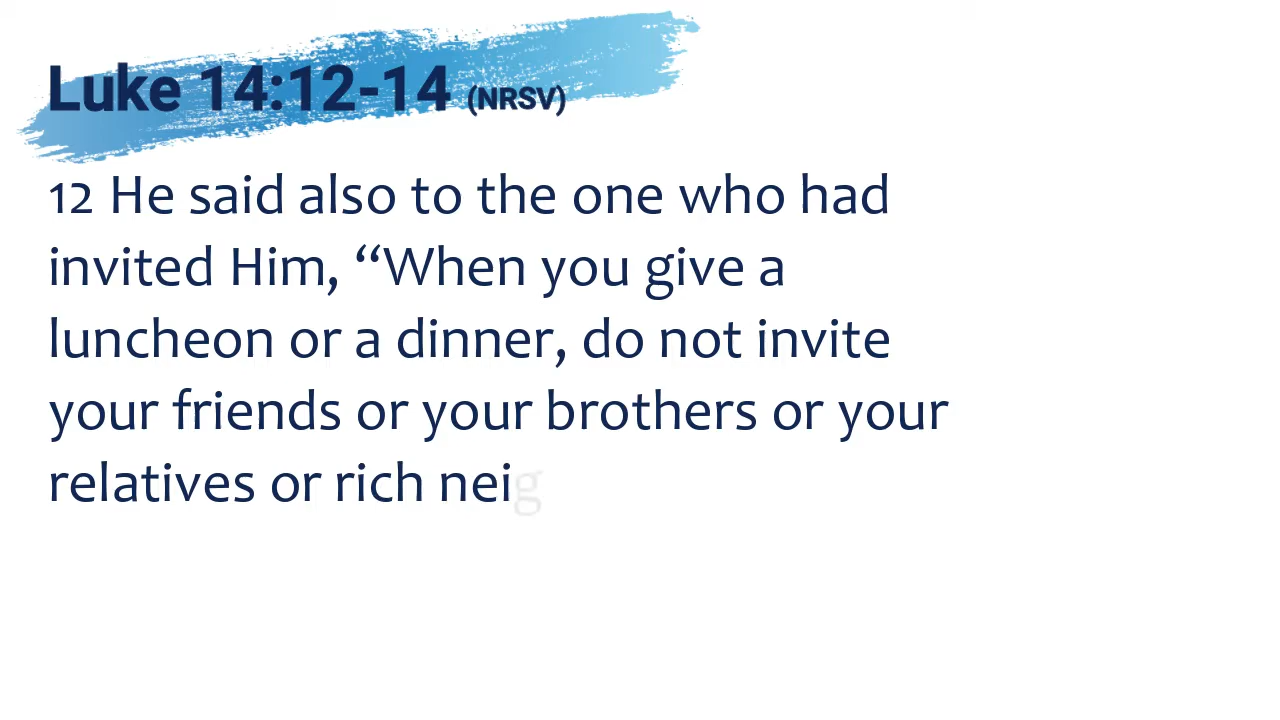 Luke 14:12-14 (NRSV)
12 He said also to the one who had
invited Him, “When you give a
luncheon or a dinner, do not invite
your friends or your brothers or your
relatives or rich neig